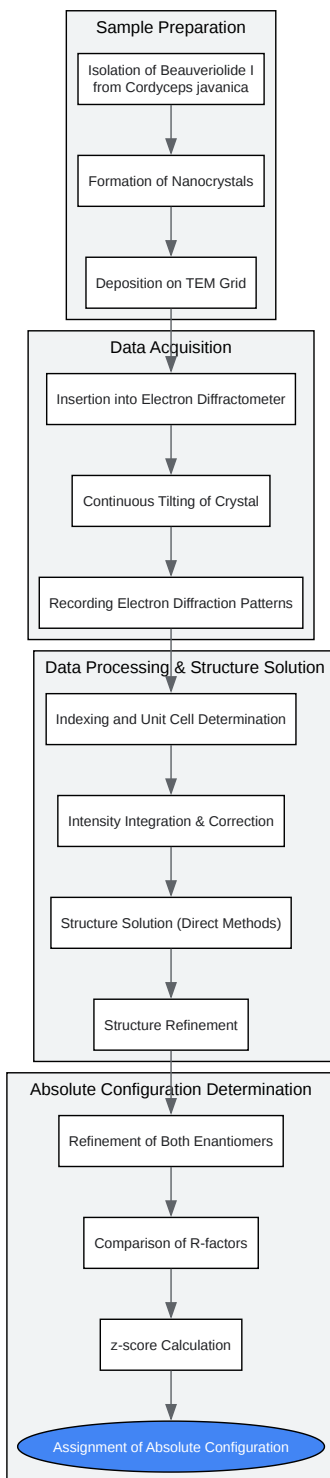 Sample Preparation
Isolation of Beauveriolide I
from Cordyceps javanica
Formation of Nanocrystals
Deposition on TEM Grid
Data Acquisition
Insertion into Electron Diffractometer
Continuous Tilting of Crystal
Recording Electron Diffraction Patterns
Data Processing & Structure Solution
Indexing and Unit Cell Determination
Intensity Integration & Correction
Structure Solution (Direct Methods)
Structure Refinement
Absolute Configuration Determination
Refinement of Both Enantiomers
Comparison of R-factors
z-score Calculation
Assignment of Absolute Configuration